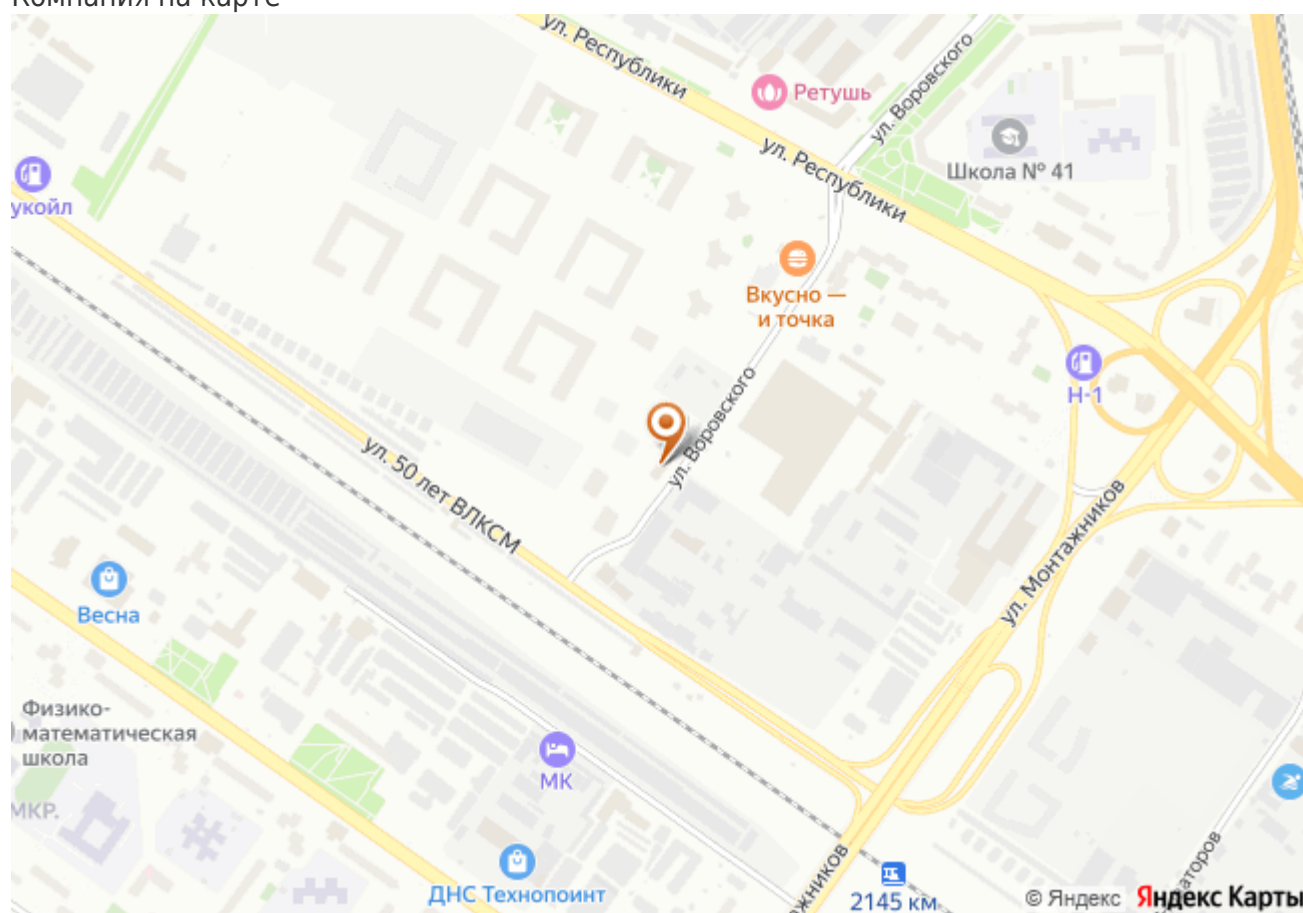 Компания на карте
ул. Республики
ул. Воровского
Ретушь
ул. Республики
Школа № 41
укойл
Вкусно —
и точка
Н-1
ул. Воровского
ул. 50 лет ВЛКСМ
ул. Монтажников
Весна
Физико-
математическая
школа
МК
МКР.
ДНС Технопоинт
жников
2145 км
аторов
© Яндекс Яндекс Карты